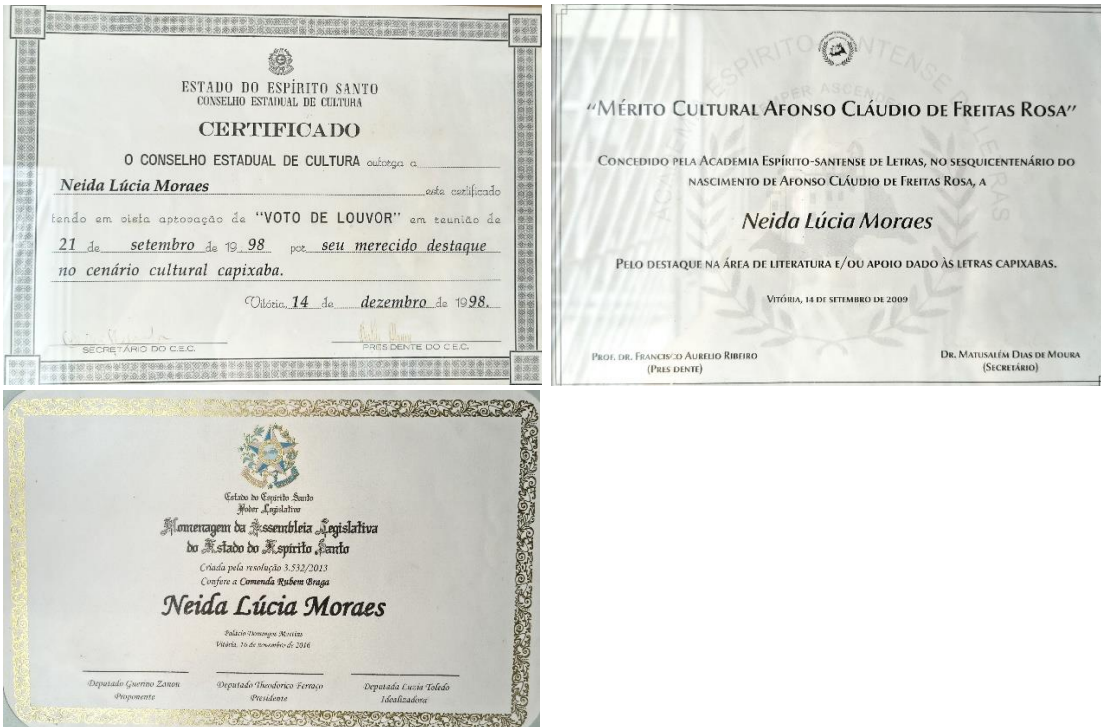 ESTADO DO ESPÍRITO SANTO
CONSELHO ESTADUAL DE CULTURA
CERTIFICADO
O CONSELHO ESTADUAL DE CULTURA outorga a
Neida Lúcia Moraes este certificado
tendo em vista aprovação de "VOTO DE LOUVOR" em reunião de
21 de setembro de 19 98 por seu merecido destaque
no cenário cultural capixaba.
Vitória, 14 de dezembro de 1998.
SECRETÁRIO DO C.E.C.
PRESIDENTE DO C.E.C.
"MÉRITO CULTURAL AFONSO CLÁUDIO DE FREITAS ROSA"
CONCEDIDO PELA ACADEMIA ESPÍRITO-SANTENSE DE LETRAS, NO SESQUICENTENÁRIO DO
NASCIMENTO DE AFONSO CLÁUDIO DE FREITAS ROSA, A
Neida Lúcia Moraes
PELO DESTAQUE NA ÁREA DE LITERATURA E/OU APOIO DADO ÀS LETRAS CAPIXABAS.
VITÓRIA, 14 DE SETEMBRO DE 2009
PROF. DR. FRANCISCO AURELIO RIBEIRO
(PRESIDENTE)
DR. MATUSALÉM DIAS DE MOURA
(SECRETÁRIO)
Estado do Espírito Santo
Poder Legislativo
Homenagem da Assembleia Legislativa
do Estado do Espírito Santo
Criada pela resolução 3.532/2013
Confere a Comenda Rubem Braga
Neida Lúcia Moraes
Palácio Domingos Martins
Vitória, 16 de novembro de 2016
Deputado Guerino Zanon
Proponente
Deputado Theodorico Ferraço
Presidente
Deputada Luzia Toledo
Idealizadora